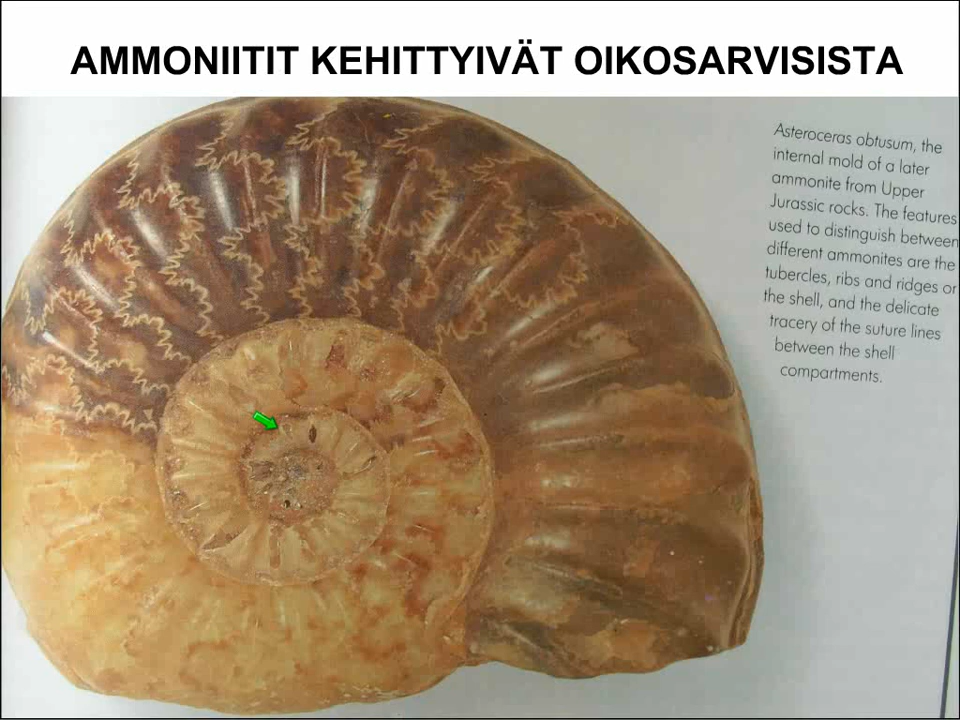 AMMONIITIT KEHITTYIVÄT OIKOSARVISISTA
Asteroceras obtusum, the
internal mold of a later
ammonite from Upper
Jurassic rocks. The features
used to distinguish between
different ammonites are the
tubercles, ribs and ridges or
the shell, and the delicate
tracery of the suture lines
between the shell
compartments.